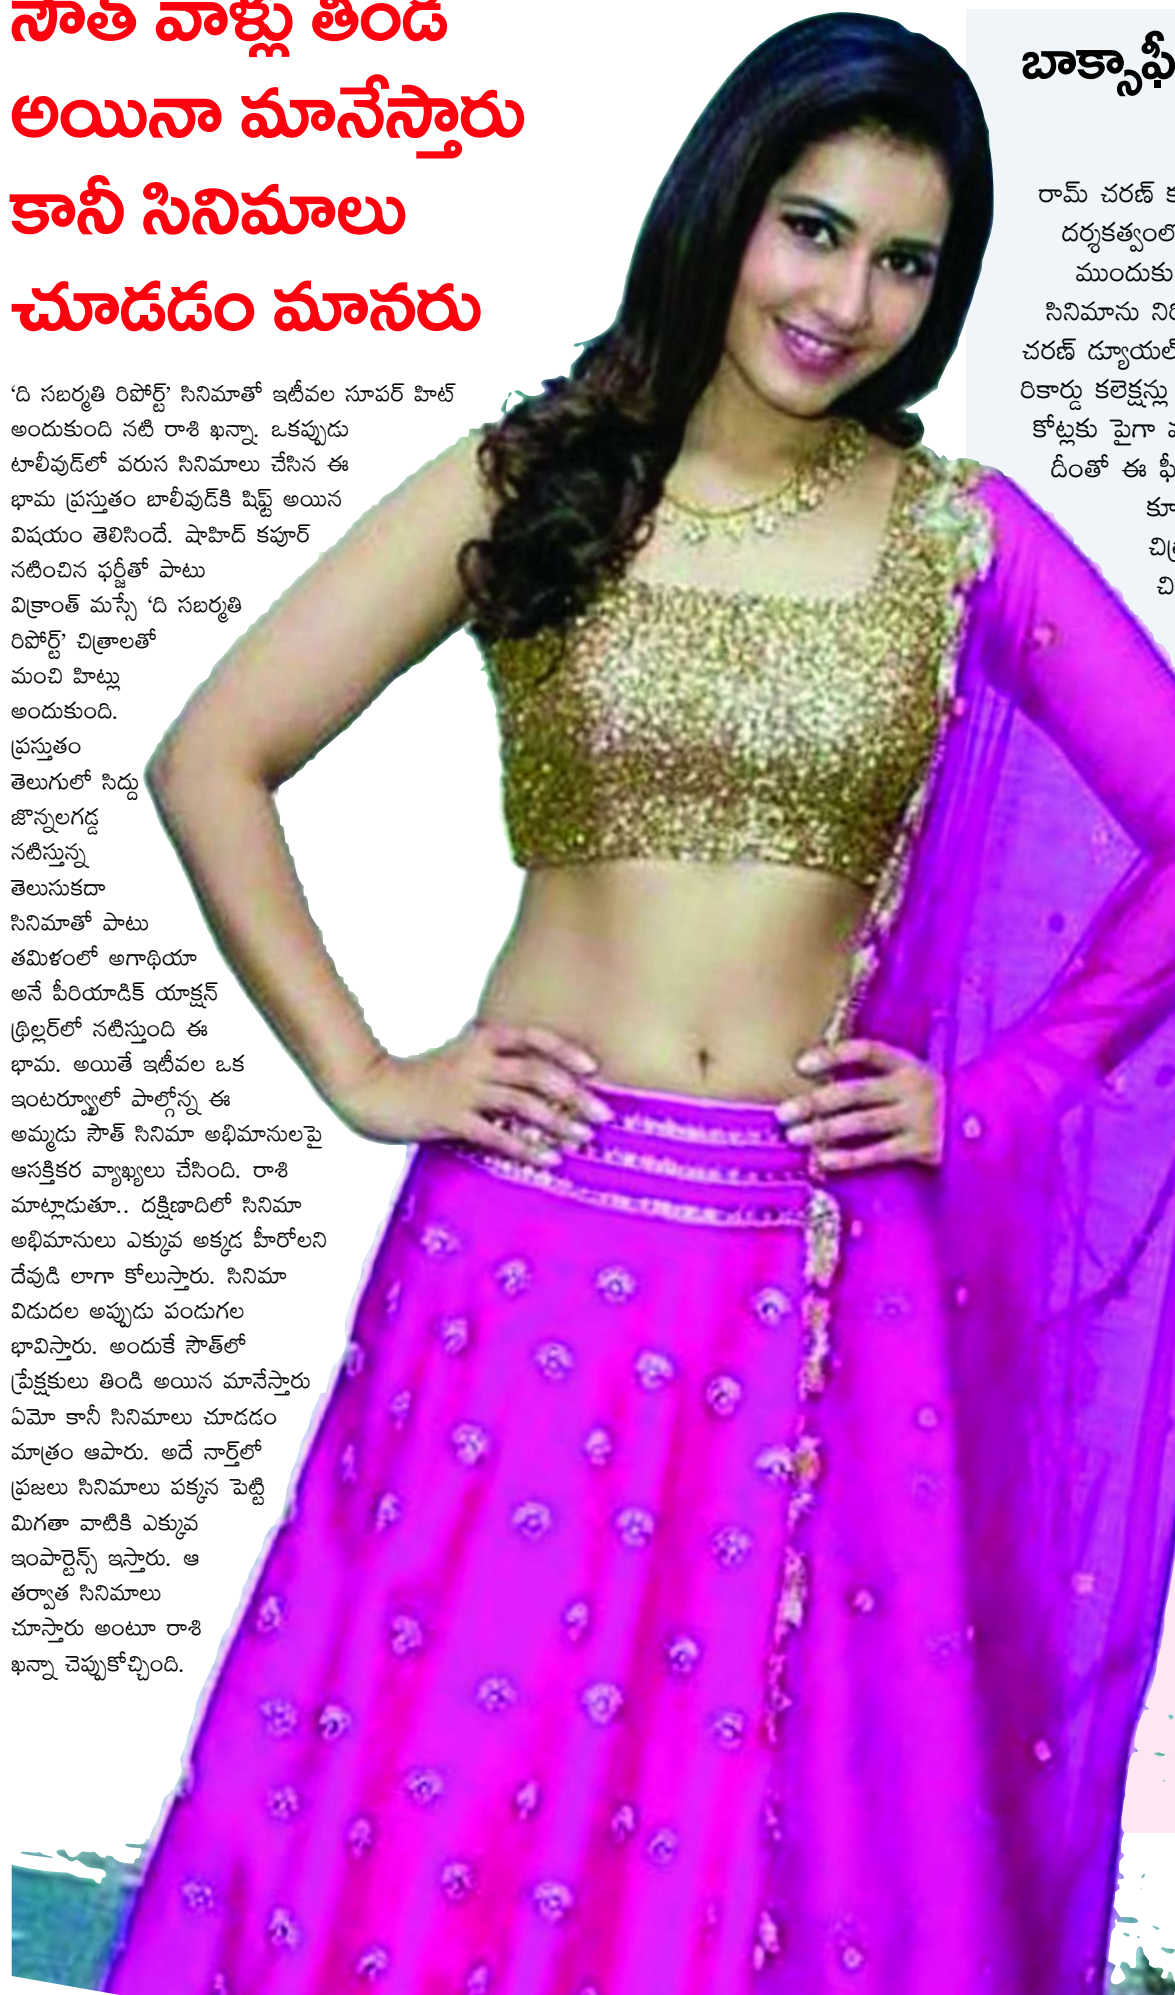 సౌత్ వాళ్లు తిండి
అయినా మానేస్తారు
కానీ సినిమాలు
చూడడం మానరు
‘ది సబర్మతి రిపోర్ట్’ సినిమాతో ఇటీవల సూపర్ హిట్
అందుకుంది నటి రాశి ఖన్నా. ఒకప్పుడు
టాలీవుడ్‌లో వరుస సినిమాలు చేసిన ఈ
భామ ప్రస్తుతం బాలీవుడ్‌కి షిఫ్ట్ అయిన
విషయం తెలిసిందే. షాహిద్ కపూర్
నటించిన ఫర్జీతో పాటు
విక్రాంత్ మస్సే ‘ది సబర్మతి
రిపోర్ట్’ చిత్రాలతో
మంచి హిట్లు
అందుకుంది.
ప్రస్తుతం
తెలుగులో సిద్దు
జొన్నలగడ్డ
నటిస్తున్న
తెలుసుకదా
సినిమాతో పాటు
తమిళంలో అగాథియా
అనే పీరియాడిక్ యాక్షన్
థ్రిల్లర్‌లో నటిస్తుంది ఈ
భామ. అయితే ఇటీవల ఒక
ఇంటర్వ్యూలో పాల్గోన్న ఈ
అమ్మడు సౌత్ సినిమా అభిమానులపై
ఆసక్తికర వ్యాఖ్యలు చేసింది. రాశి
మాట్లాడుతూ.. దక్షిణాదిలో సినిమా
అభిమానులు ఎక్కువ అక్కడ హీరోలని
దేవుడి లాగా కోలుస్తారు. సినిమా
విడుదల అప్పుడు పండుగల
భావిస్తారు. అందుకే సౌత్‌లో
ప్రేక్షకులు తిండి అయిన మానేస్తారు
ఏమో కానీ సినిమాలు చూడడం
మాత్రం ఆపారు. అదే నార్త్‌లో
ప్రజలు సినిమాలు పక్కన పెట్టి
మిగతా వాటికి ఎక్కువ
ఇంపార్టెన్స్ ఇస్తారు. ఆ
తర్వాత సినిమాలు
చూస్తారు అంటూ రాశి
ఖన్నా చెప్పుకోచ్చింది.
బాక్సాఫీ
రామ్ చరణ్
దర్శకత్వంలో
ముందుకు
సినిమాను
చరణ్ డ్యూయల్
రికార్డు కలెక్షన్లు
కోట్లకు పైగా
దీంతో ఈ